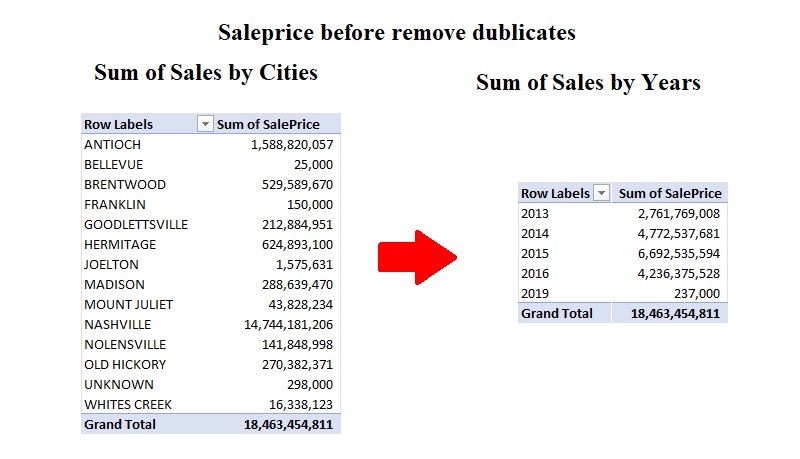 Saleprice before remove dublicates
Sum of Sales by Cities
Row Labels Sum of SalePrice
ANTIOCH 1,588,820,057
BELLEVUE 25,000
BRENTWOOD 529,589,670
FRANKLIN 150,000
GOODLETTSVILLE 212,884,951
HERMITAGE 624,893,100
JOELTON 1,575,631
MADISON 288,639,470
MOUNT JULIET 43,828,234
NASHVILLE 14,744,181,206
NOLENSVILLE 141,848,998
OLD HICKORY 270,382,371
UNKNOWN 298,000
WHITES CREEK 16,338,123
Grand Total 18,463,454,811
Sum of Sales by Years
Row Labels Sum of SalePrice
2013 2,761,769,008
2014 4,772,537,681
2015 6,692,535,594
2016 4,236,375,528
2019 237,000
Grand Total 18,463,454,811